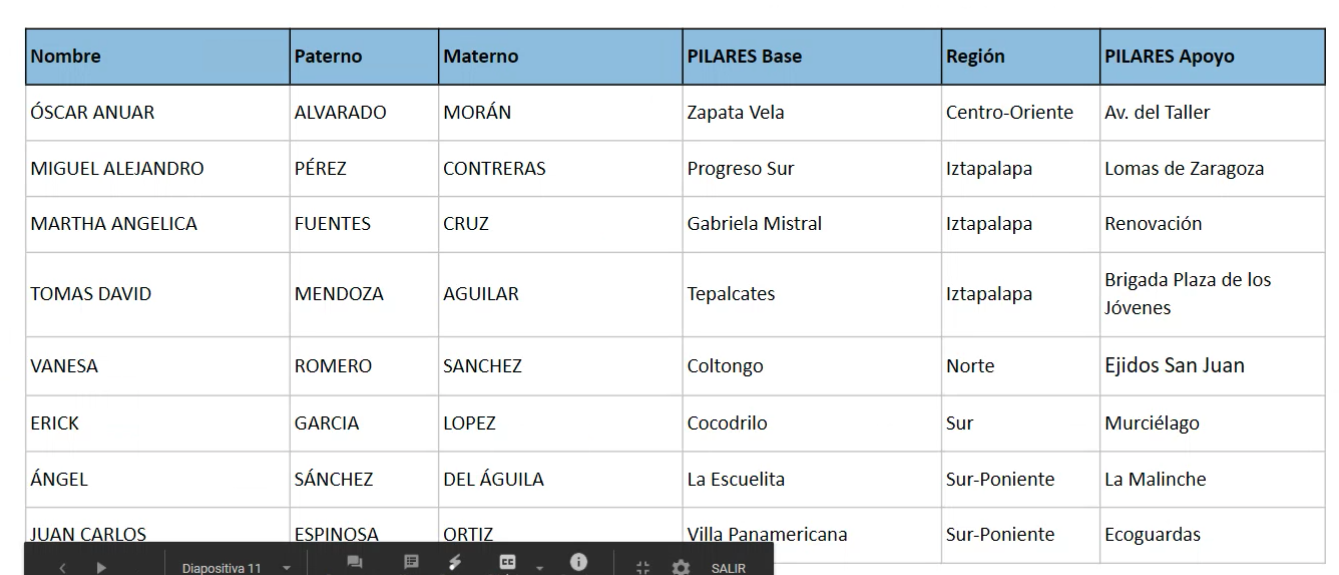 Nombre Paterno Materno PILARES Base Región PILARES Apoyo
ÓSCAR ANUAR ALVARADO MORÁN Zapata Vela Centro-Oriente Av. del Taller
MIGUEL ALEJANDRO PÉREZ CONTRERAS Progreso Sur Iztapalapa Lomas de Zaragoza
MARTHA ANGELICA FUENTES CRUZ Gabriela Mistral Iztapalapa Renovación
TOMAS DAVID MENDOZA AGUILAR Tepalcates Iztapalapa Brigada Plaza de los
Jóvenes
VANESA ROMERO SANCHEZ Coltongo Norte Ejidos San Juan
ERICK GARCIA LOPEZ Cocodrilo Sur Murciélago
ÁNGEL SÁNCHEZ DEL ÁGUILA La Escuelita Sur-Poniente La Malinche
JUAN CARLOS ESPINOSA ORTIZ Villa Panamericana Sur-Poniente Ecoguardas
Diapositiva 11 CC SALIR